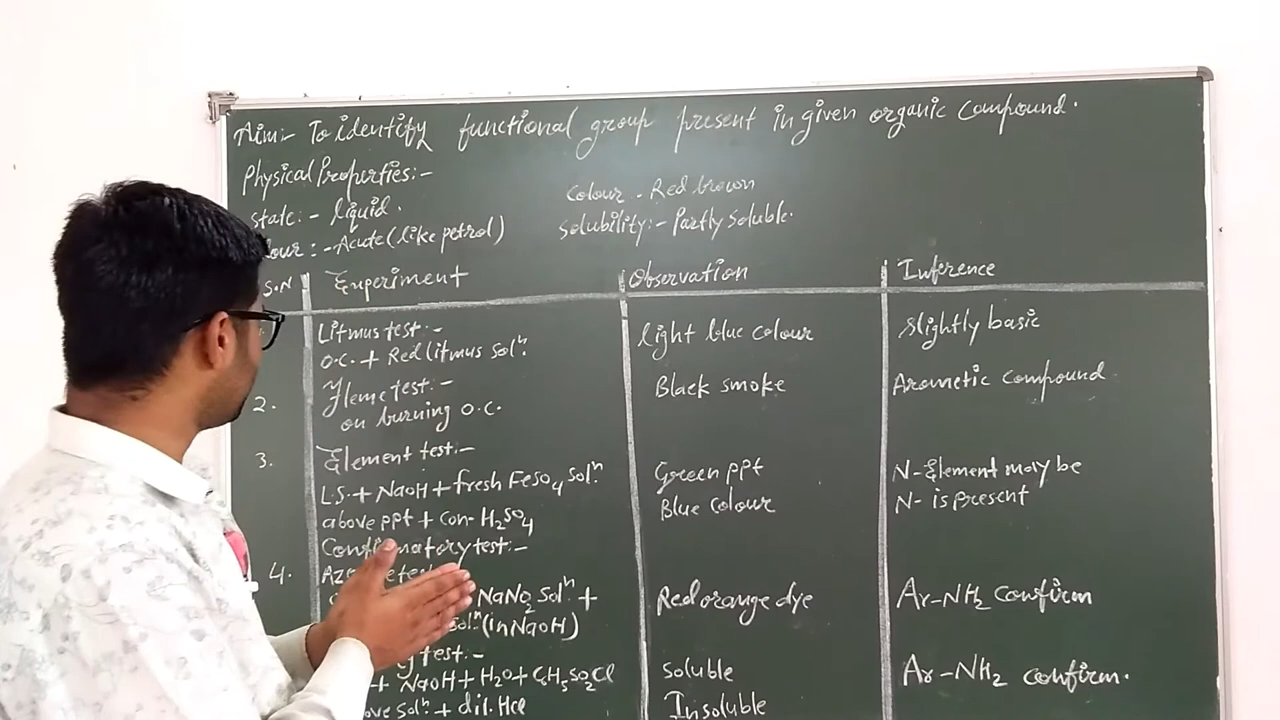 Aim:- To identify functional group present in given organic compound.
Physical Properties:-
state:- liquid.
Colour - Red brown
:- Acute (like petrol)
solubility:- Partly soluble.
S.N Experiment Observation Inference
Litmus test:-
O.C. + Red litmus solⁿ.
light blue colour
slightly basic
2. Fleme test:-
on burning O.C.
Black smoke
Arometic compound
3. Element test:-
L.S. + NaOH + fresh FeSO4 solⁿ.
Green ppt
N-Element may be
above ppt + con- H2SO4
Blue colour
N- is present
test:-
4.
NaNO2 solⁿ. +
solⁿ (in NaOH)
Red orange dye
Ar-NH2 confirm
test:-
+ NaOH + H2O + C6H5SO2Cl
soluble
Ar-NH2 confirm.
solⁿ + dil. HCl
Insoluble